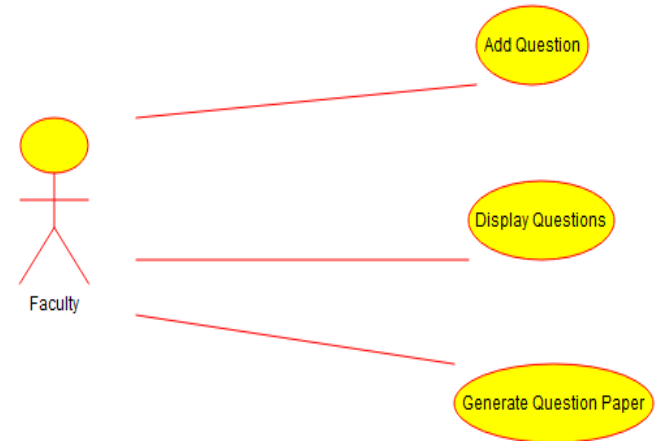 Add Question
Display Questions
Faculty
Generate Question Paper